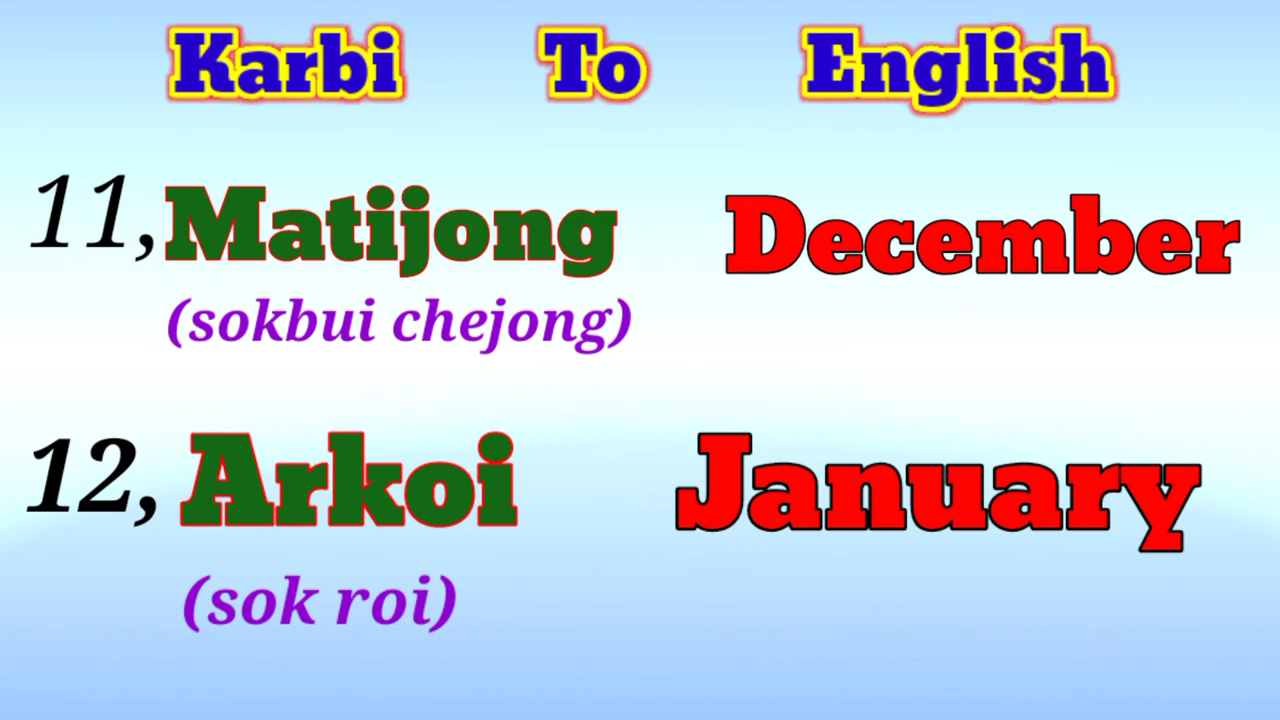 Karbi To English
11,Matijong December
(sokbui chejong)
12, Arkoi January
(sok roi)